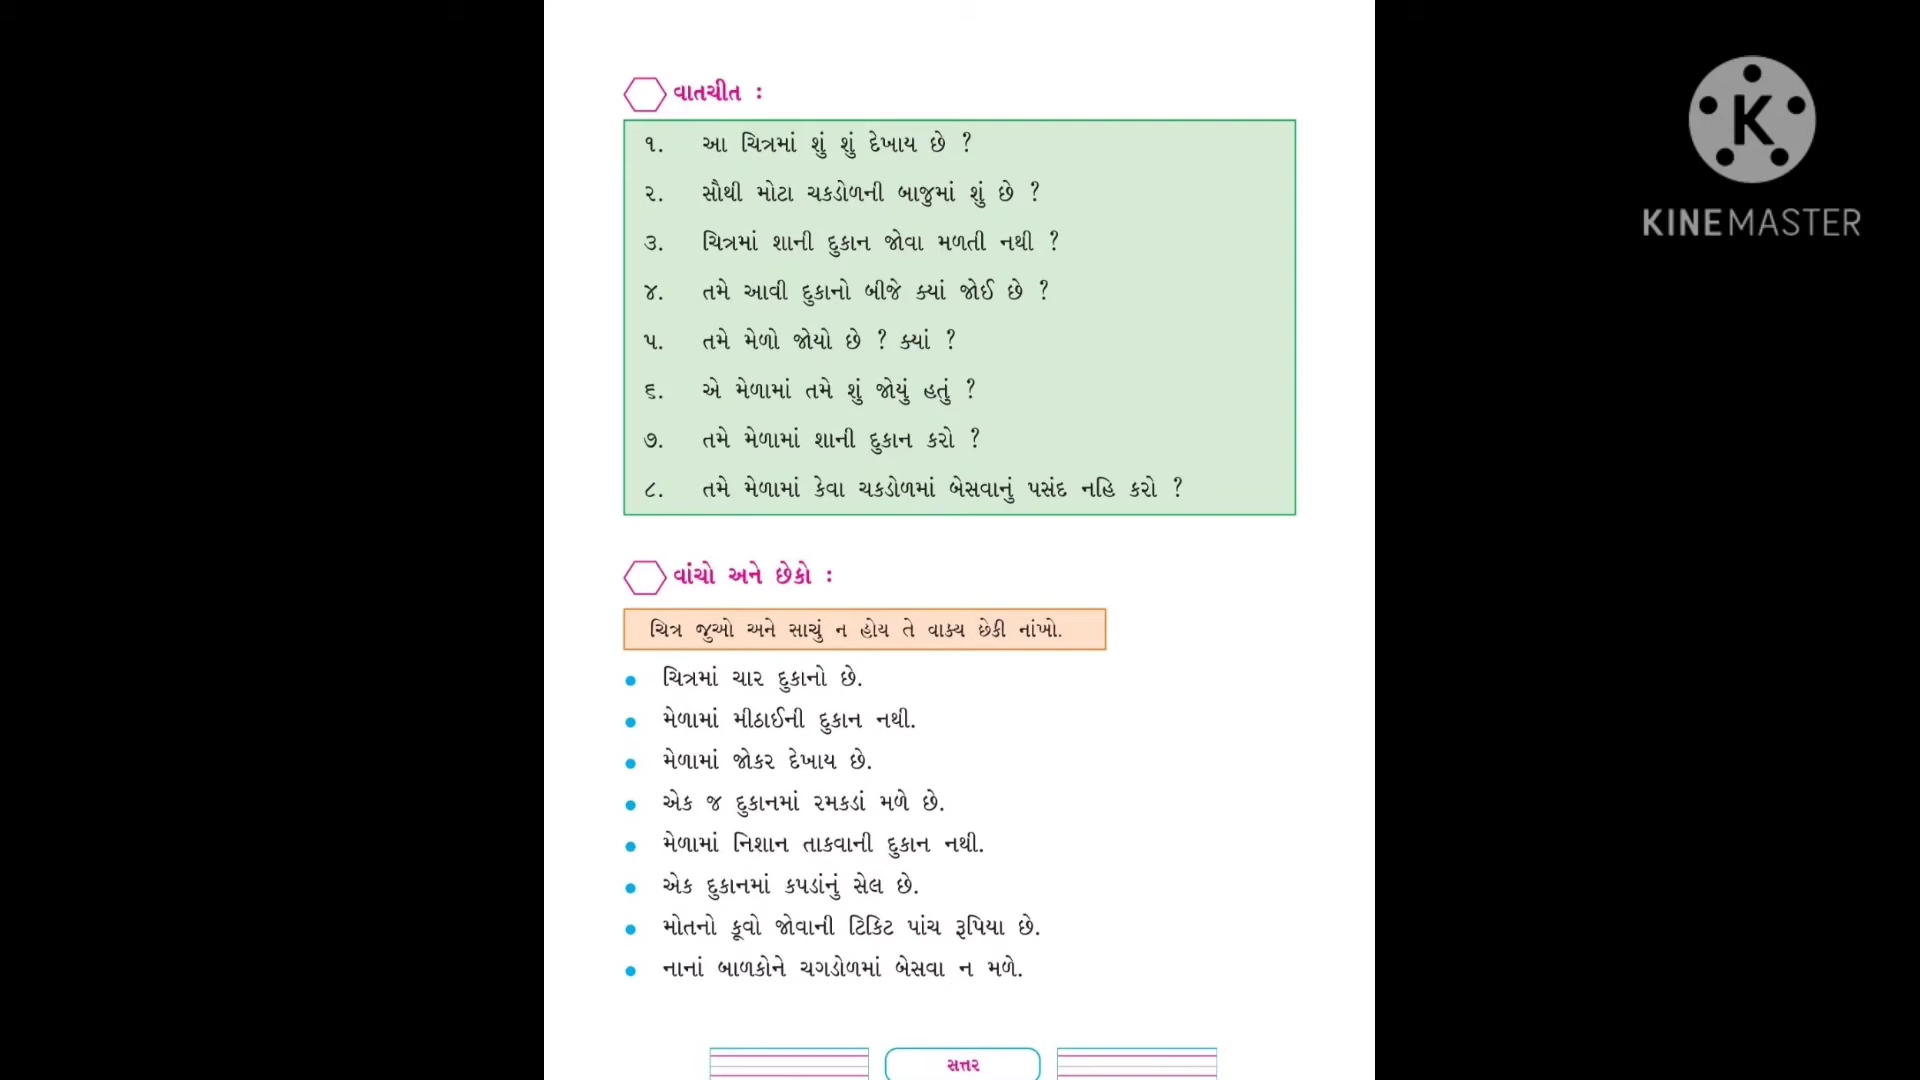 વાતચીત :
૧. આ ચિત્રમાં શું શું દેખાય છે ?
૨. સૌથી મોટા ચકડોળની બાજુમાં શું છે ?
૩. ચિત્રમાં શાની દુકાન જોવા મળતી નથી ?
૪. તમે આવી દુકાનો બીજે ક્યાં જોઈ છે ?
૫. તમે મેળો જોયો છે ? ક્યાં ?
૬. એ મેળામાં તમે શું જોયું હતું ?
૭. તમે મેળામાં શાની દુકાન કરો ?
૮. તમે મેળામાં કેવા ચકડોળમાં બેસવાનું પસંદ નહિ કરો ?
વાંચો અને છેકો :
ચિત્ર જુઓ અને સાચું ન હોય તે વાક્ય છેકી નાંખો.
• ચિત્રમાં ચાર દુકાનો છે.
• મેળામાં મીઠાઈની દુકાન નથી.
• મેળામાં જોકર દેખાય છે.
• એક જ દુકાનમાં રમકડાં મળે છે.
• મેળામાં નિશાન તાકવાની દુકાન નથી.
• એક દુકાનમાં કપડાંનું સેલ છે.
• મોતનો કૂવો જોવાની ટિકિટ પાંચ રૂપિયા છે.
• નાનાં બાળકોને ચગડોળમાં બેસવા ન મળે.
સત્તર
K
KINEMASTER